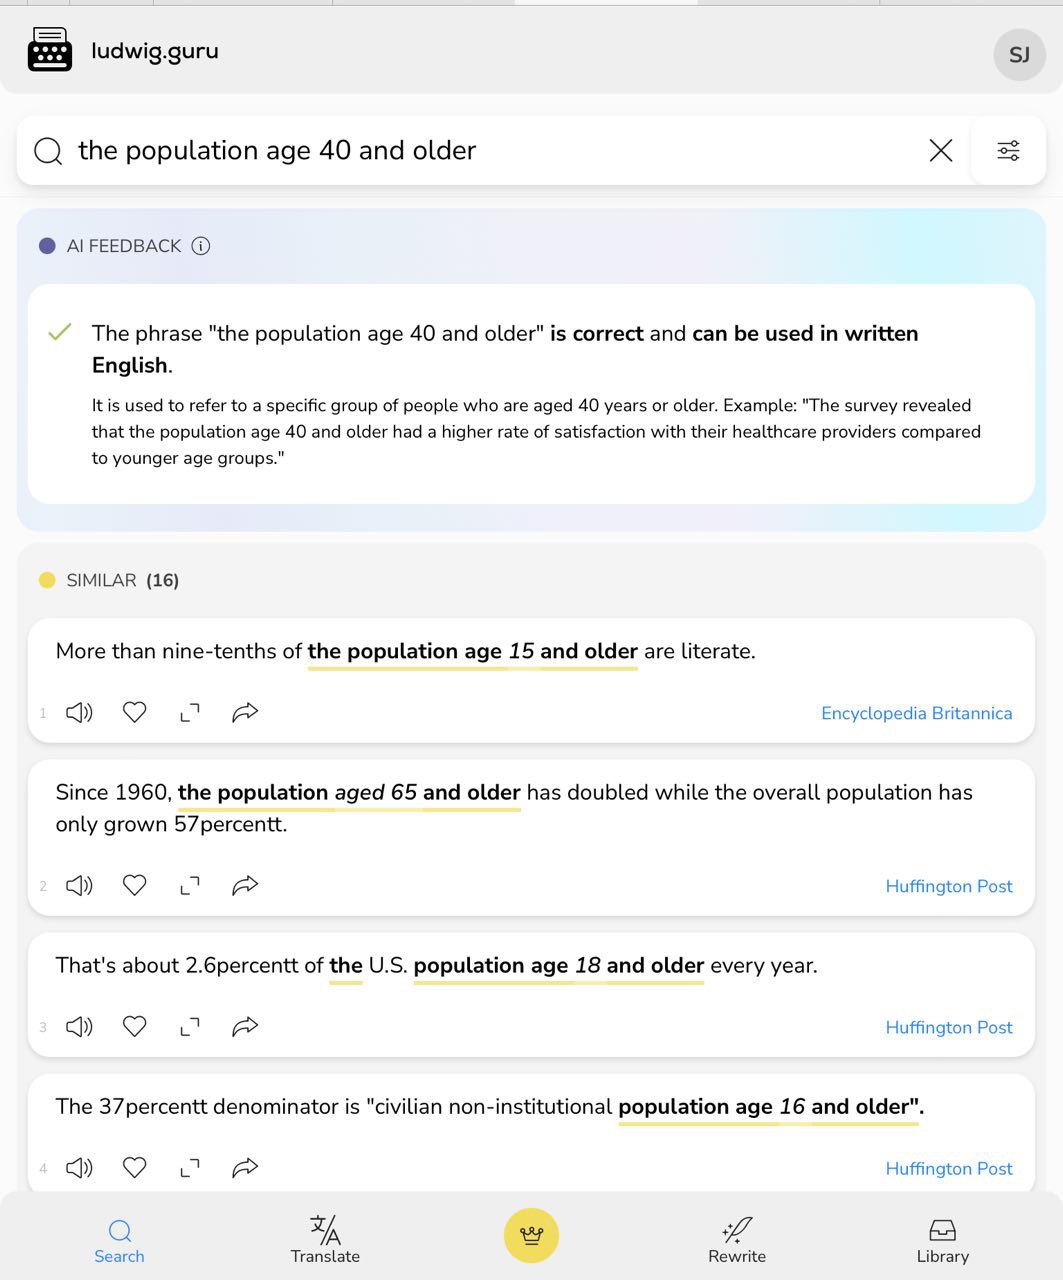 ludwig.guru
SJ
the population age 40 and older
AI FEEDBACK
The phrase "the population age 40 and older" is correct and can be used in written
English.
It is used to refer to a specific group of people who are aged 40 years or older. Example: "The survey revealed
that the population age 40 and older had a higher rate of satisfaction with their healthcare providers compared
to younger age groups."
SIMILAR (16)
More than nine-tenths of the population age 15 and older are literate.
1
Encyclopedia Britannica
Since 1960, the population aged 65 and older has doubled while the overall population has
only grown 57percentt.
2
Huffington Post
That's about 2.6percentt of the U.S. population age 18 and older every year.
3
Huffington Post
The 37percentt denominator is "civilian non-institutional population age 16 and older".
4
Huffington Post
Search
Translate
Rewrite
Library